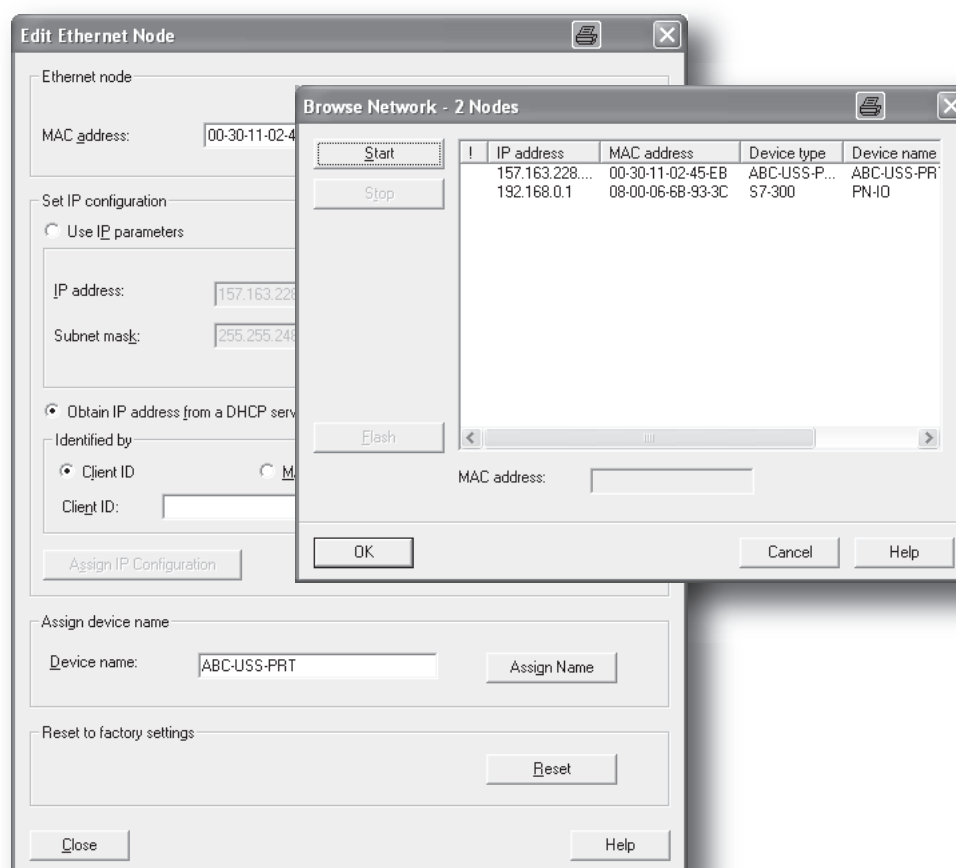 Edit Ethernet Node
Ethernet node
MAC address: 00-30-11-02-4
Set IP configuration
Use IP parameters
IP address: 157.163.228
Subnet mask: 255.255.248
Obtain IP address from a DHCP serv
Identified by
Client ID
Client ID:
Assign IP Configuration
Assign device name
Device name: ABC-USS-PRT Assign Name
Reset to factory settings
Reset
Close Help
Browse Network - 2 Nodes
Start
Stop
Flash
! IP address MAC address Device type Device name
157.163.228.... 00-30-11-02-45-EB ABC-USS-P... ABC-USS-PR
192.168.0.1 08-00-06-6B-93-3C S7-300 PN-IO
MAC address:
OK Cancel Help